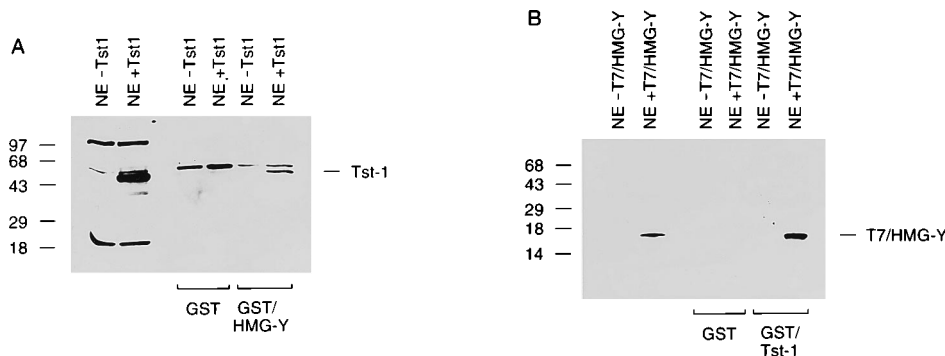 A
NE -Tst1
NE +Tst1
NE -Tst1
NE +Tst1
NE -Tst1
NE +Tst1
97
68
43
29
18
Tst-1
GST
GST/
HMG-Y
B
NE -T7/HMG-Y
NE +T7/HMG-Y
NE -T7/HMG-Y
NE +T7/HMG-Y
NE -T7/HMG-Y
NE +T7/HMG-Y
68
43
29
18
14
T7/HMG-Y
GST
GST/
Tst-1